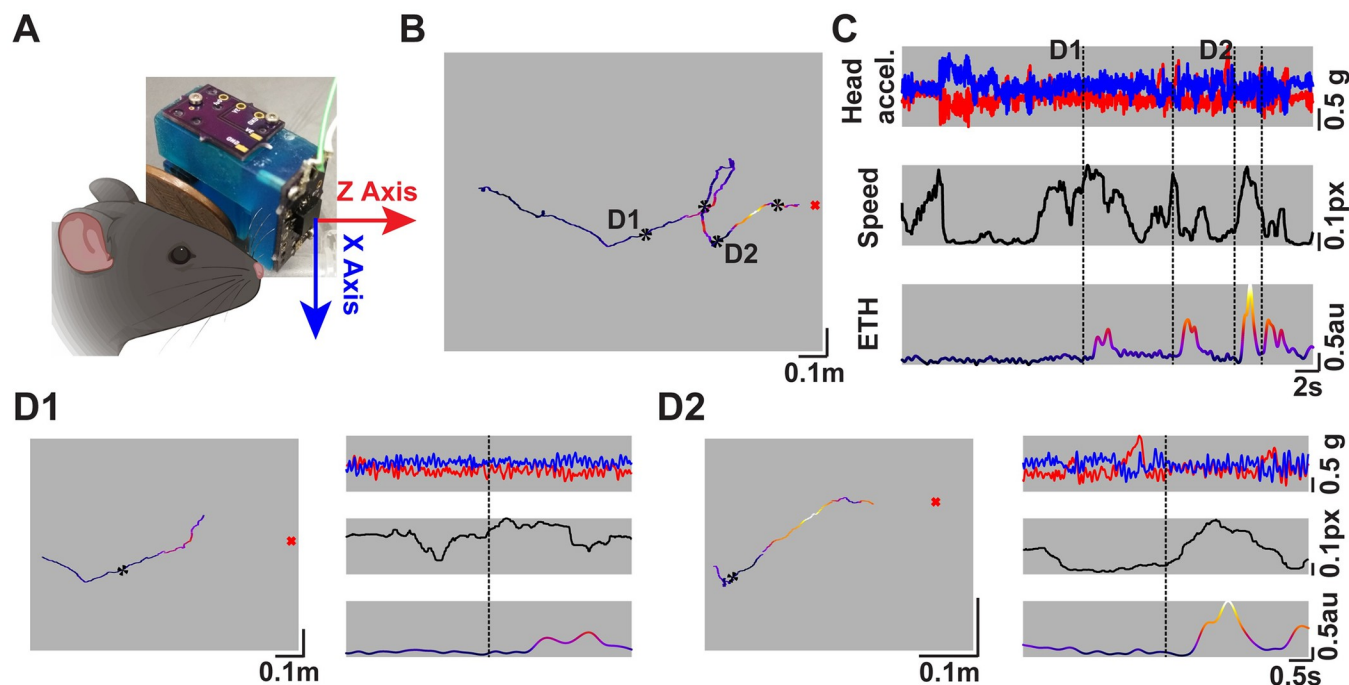 A
Z Axis
X Axis
B
D1
D2
0.1m
C
D1
D2
Head
accel.
0.5 g
Speed
0.1px
ETH
0.5au
2s
D1
0.1m
D2
0.1m
0.5 g
0.1px
0.5au
0.5s